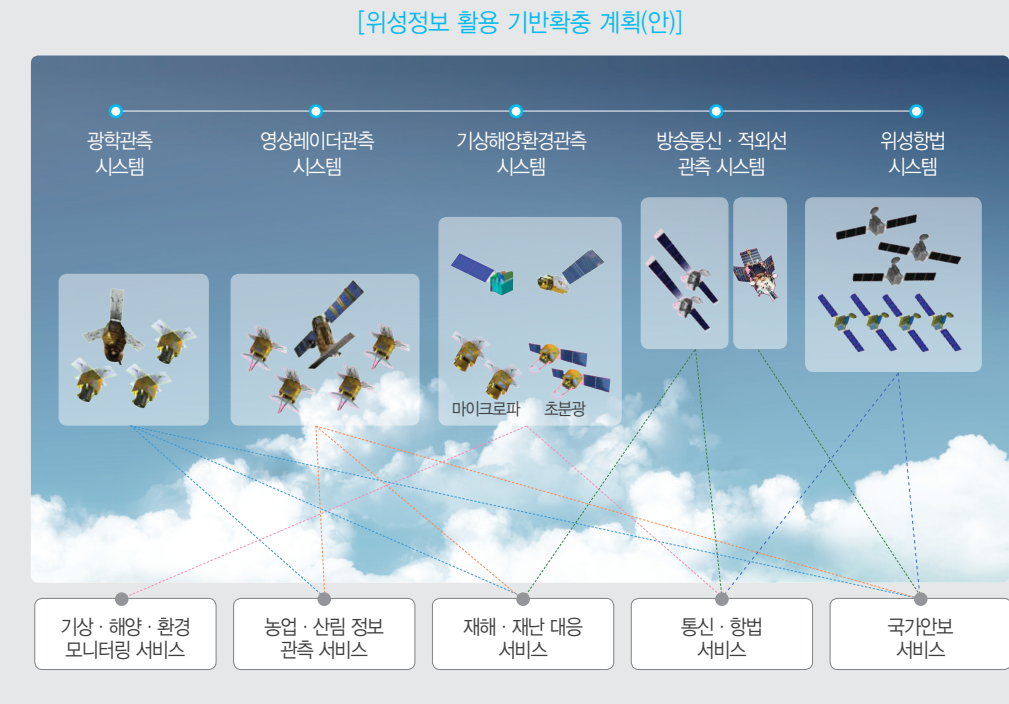 [위성정보 활용 기반확충 계획(안)]
광학관측
시스템
영상레이더관측
시스템
기상해양환경관측
시스템
방송통신 · 적외선
관측 시스템
위성항법
시스템
마이크로파
초분광
기상 · 해양 · 환경
모니터링 서비스
농업 · 산림 정보
관측 서비스
재해 · 재난 대응
서비스
통신 · 항법
서비스
국가안보
서비스